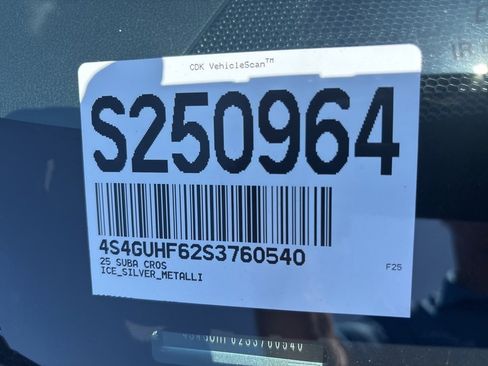 CDK VehicleScan™
S250964
4S4GUHF62S3760540
25 SUBA CROS
ICE_SILVER_METALLI
F25